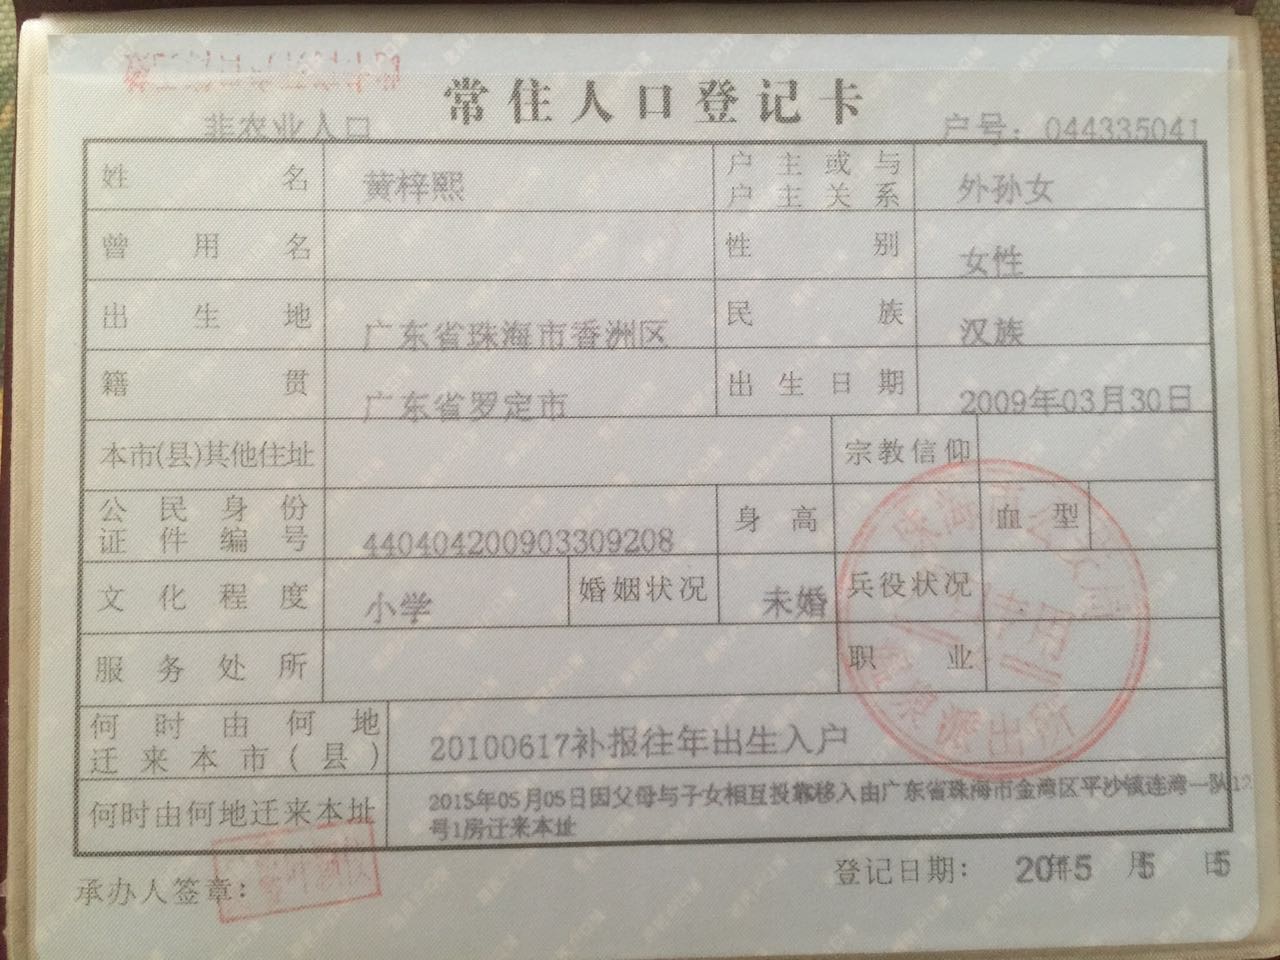 常住人口登记卡
非农业人口 户号： 044335041
姓名 黄梓熙 户主或与户主关系 外孙女
曾用名 性别 女性
出生地 广东省珠海市香洲区 民族 汉族
籍贯 广东省罗定市 出生日期 2009年03月30日
本市(县)其他住址 宗教信仰
公民身份证件编号 440404200903309208 身高 血型
文化程度 小学 婚姻状况 未婚 兵役状况
服务处所 职业
何时由何地迁来本市(县) 20100617补报往年出生入户
何时由何地迁来本址 2015年05月05日因父母与子女相互投靠移入由广东省珠海市金湾区平沙镇连湾一队12
号1房迁来本址
承办人签章： 登记日期： 2015年5月5日
派出所